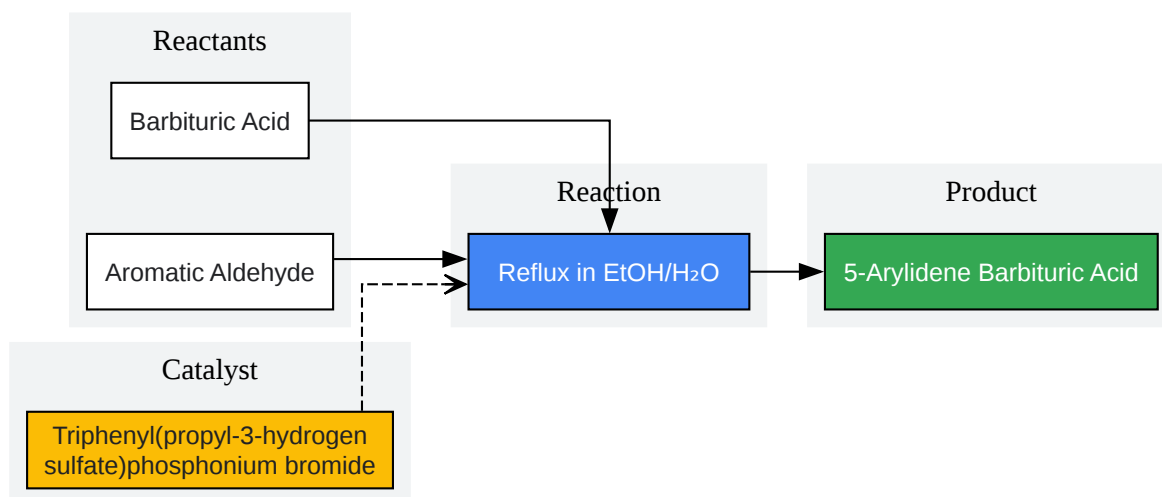 Reactants
Barbituric Acid
Aromatic Aldehyde
Catalyst
Triphenyl(propyl-3-hydrogen
sulfate)phosphonium bromide
Reaction
Reflux in EtOH/H₂O
Product
5-Arylidene Barbituric Acid